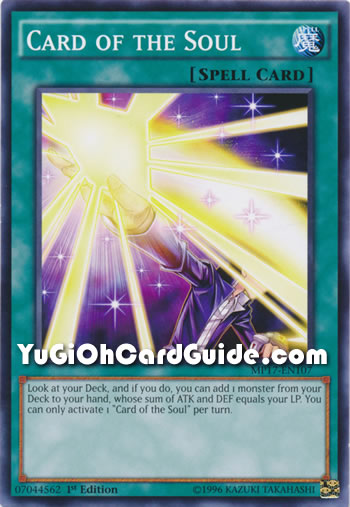 CARD OF THE SOUL
魔
[SPELL CARD]
YuGiOhCardGuide.com
MP17-EN107
Look at your Deck, and if you do, you can add 1 monster from your
Deck to your hand, whose sum of ATK and DEF equals your LP. You
can only activate 1 "Card of the Soul" per turn.
07044562 1st Edition ©1996 KAZUKI TAKAHASHI